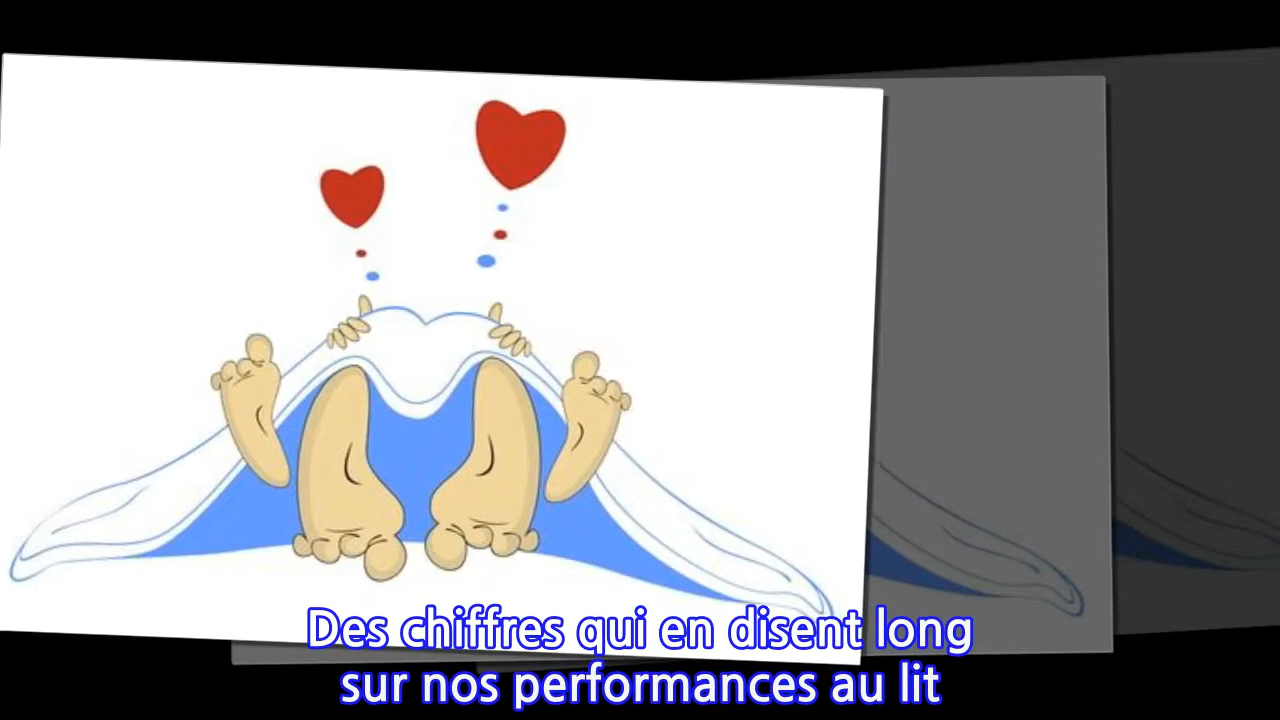 Des chiffres qui en disent long
sur nos performances au lit